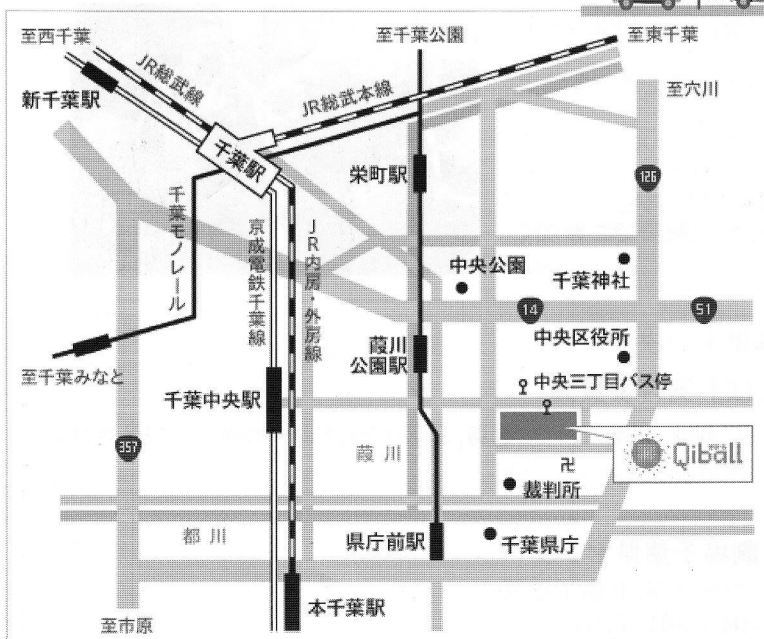 至西千葉
至千葉公園
至東千葉
JR総武線
JR総武本線
至穴川
新千葉駅
千葉駅
栄町駅
126
千葉モノレール
京成電鉄千葉線
JR内房・外房線
中央公園
千葉神社
14
51
葭川
公園駅
中央区役所
至千葉みなと
千葉中央駅
中央三丁目バス停
357
葭川
Qiball
卍
裁判所
都川
県庁前駅
千葉県庁
本千葉駅
至市原